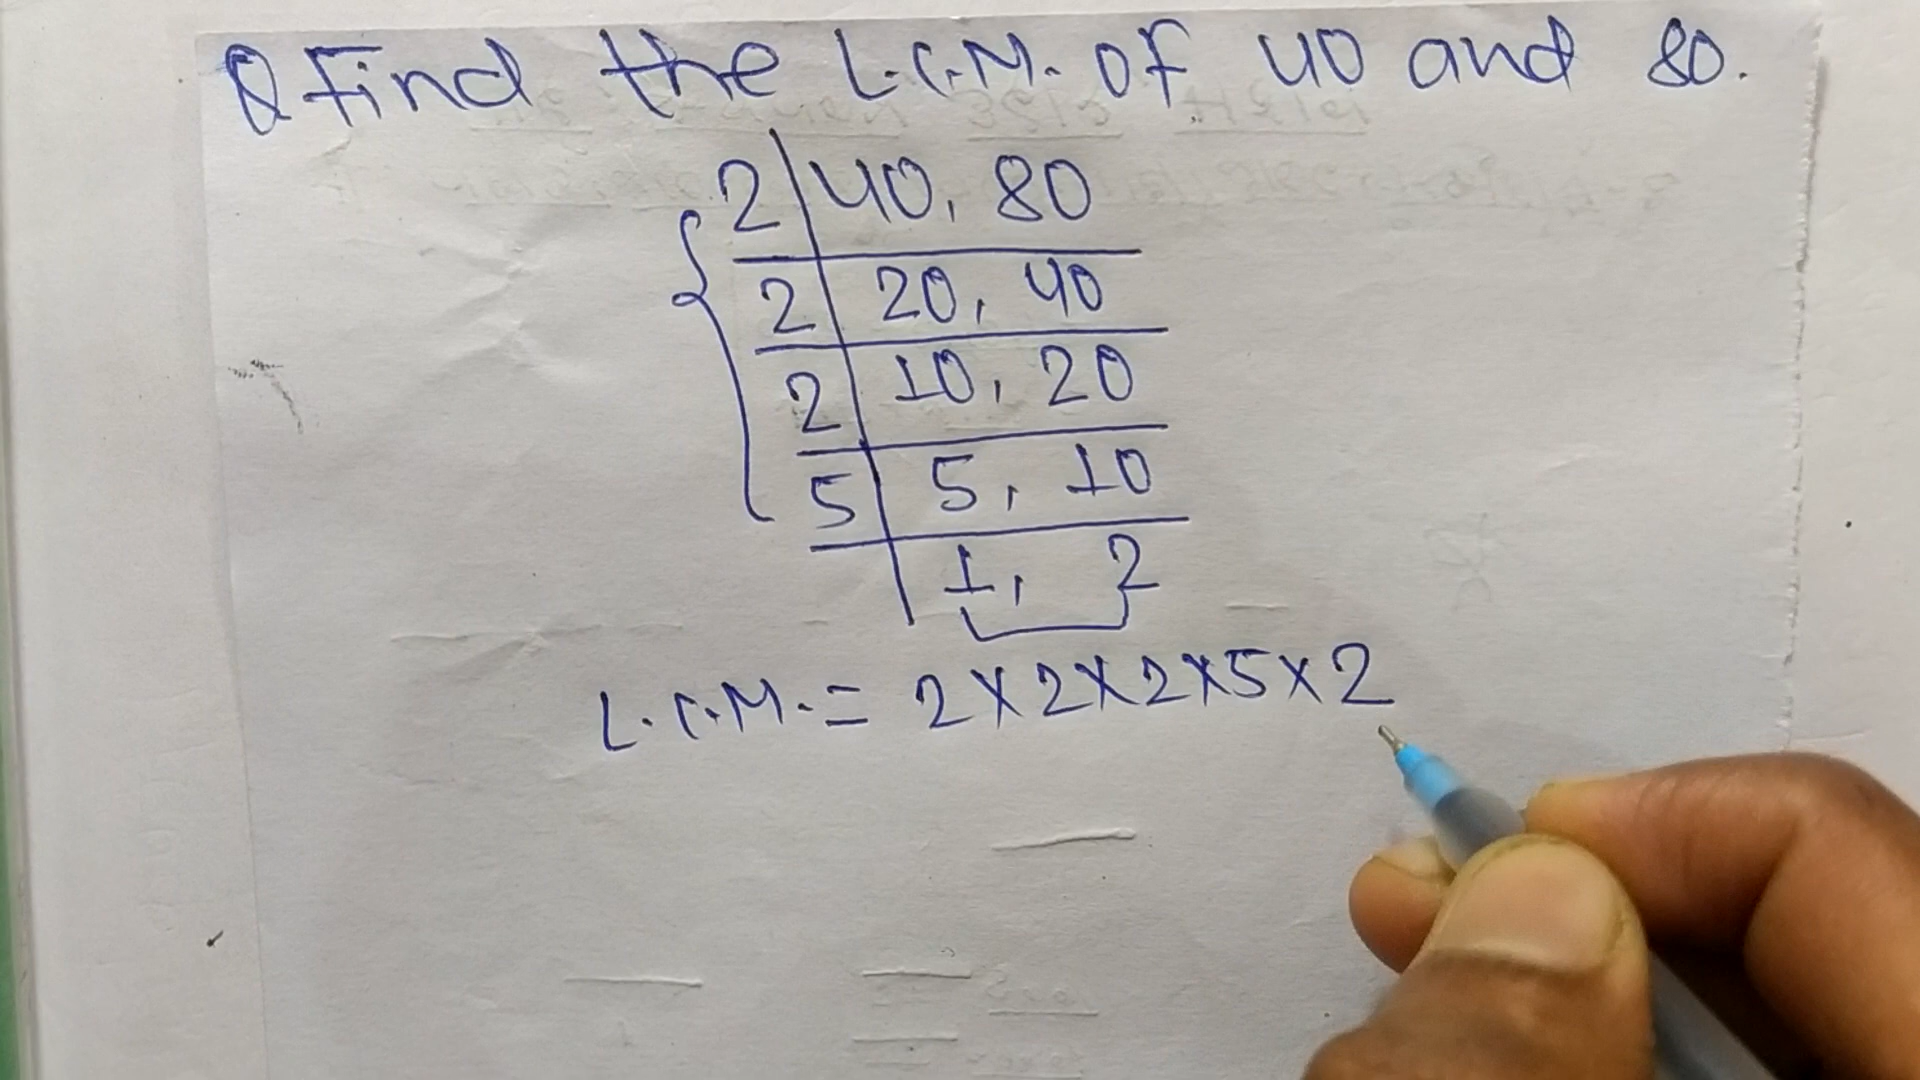 Q Find the L.C.M. of 40 and 80.
2 40, 80
2 20, 40
2 10, 20
5 5, 10
1, 2
L.C.M. = 2×2×2×5×2